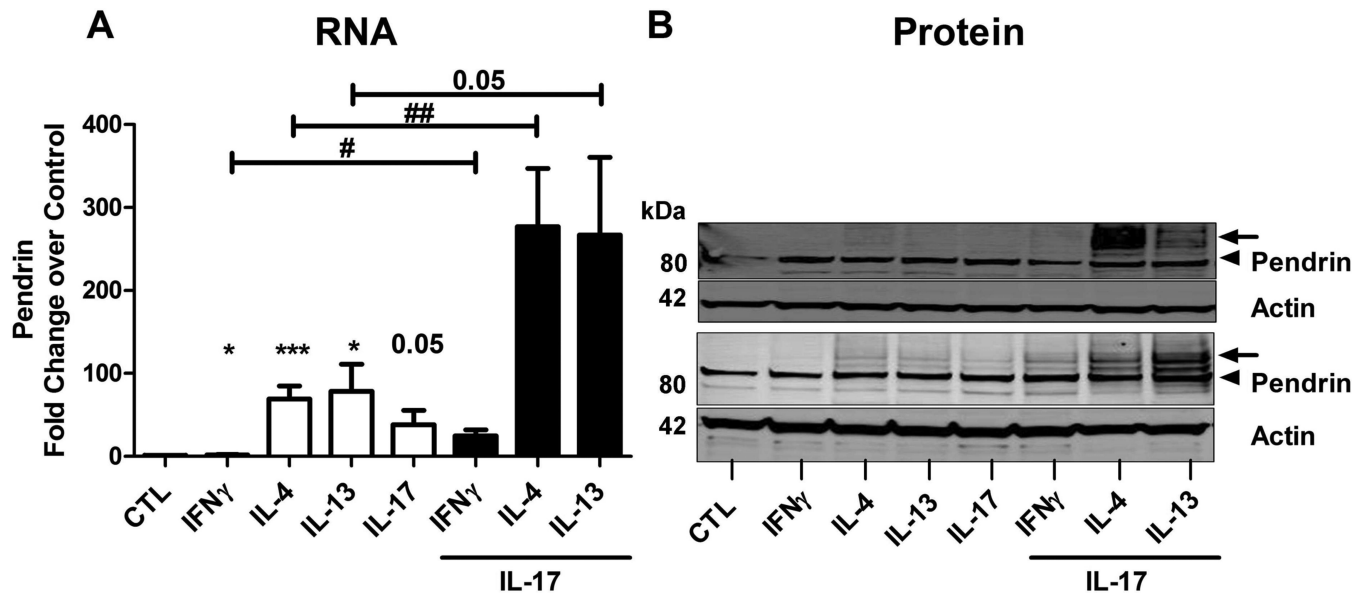 A
RNA
0.05
##
#
Pendrin
Fold Change over Control
400
300
200
100
0
*
***
*
0.05
CTL
IFNγ
IL-4
IL-13
IL-17
IFNγ
IL-4
IL-13
IL-17
B
Protein
kDa
80
Pendrin
42
Actin
80
Pendrin
42
Actin
CTL
IFNγ
IL-4
IL-13
IL-17
IFNγ
IL-4
IL-13
IL-17